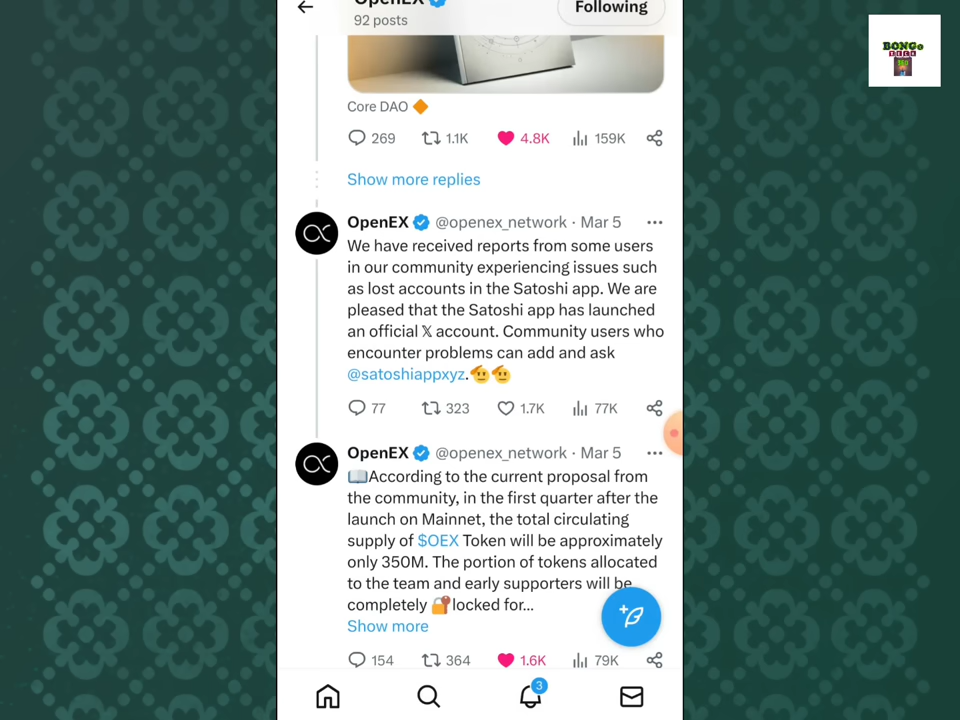 OpenEX
92 posts
Following
BONGo
TECH
360
Core DAO 🔶
269 1.1K 4.8K 159K
Show more replies
OpenEX @openex_network · Mar 5
We have received reports from some users
in our community experiencing issues such
as lost accounts in the Satoshi app. We are
pleased that the Satoshi app has launched
an official 𝕏 account. Community users who
encounter problems can add and ask
@satoshiappxyz.🫡🫡
77 323 1.7K 77K
OpenEX @openex_network · Mar 5
📖According to the current proposal from
the community, in the first quarter after the
launch on Mainnet, the total circulating
supply of $OEX Token will be approximately
only 350M. The portion of tokens allocated
to the team and early supporters will be
completely 🔐locked for...
Show more
154 364 1.6K 79K
3